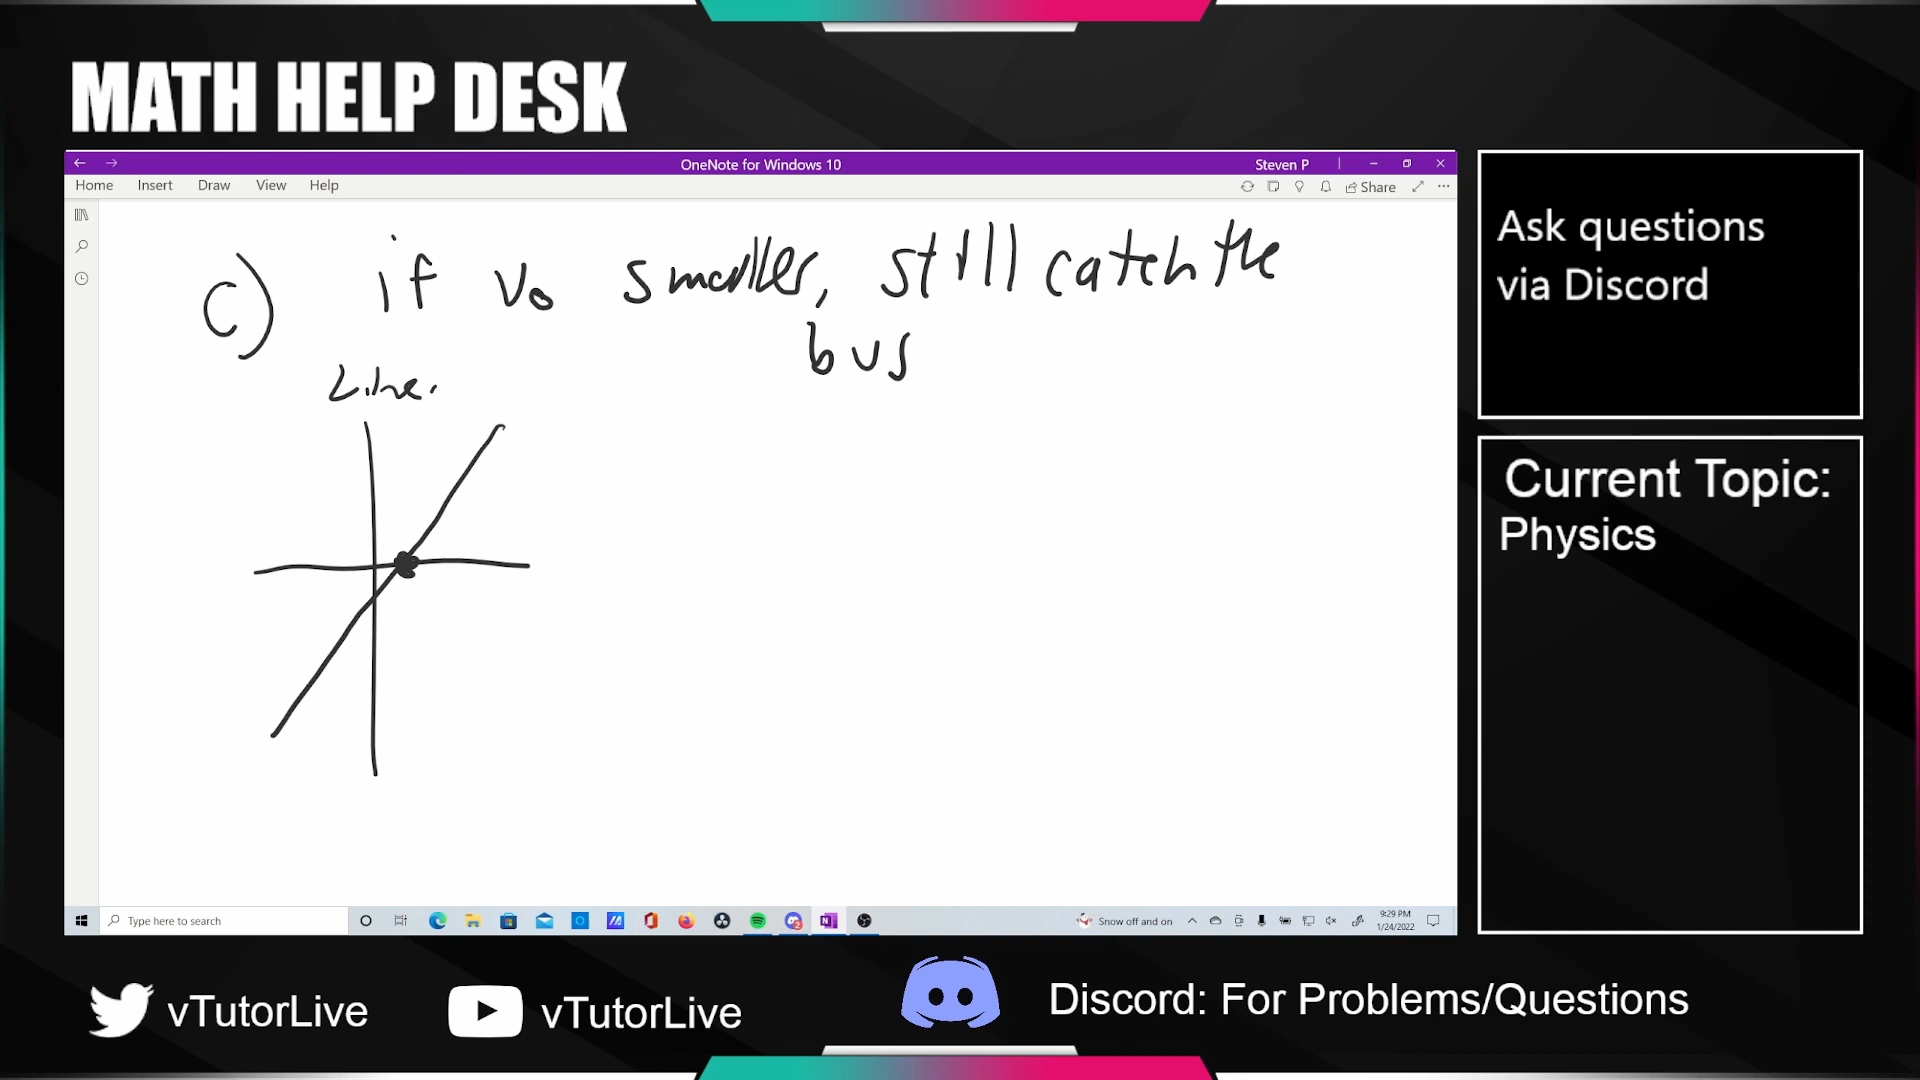 MATH HELP DESK
OneNote for Windows 10
Steven P
Home Insert Draw View Help
Share
c) if v₀ smaller, still catch the
bus
Line.
Ask questions
via Discord
Current Topic:
Physics
Type here to search
Snow off and on
9:29 PM
1/24/2022
vTutorLive
vTutorLive
Discord: For Problems/Questions